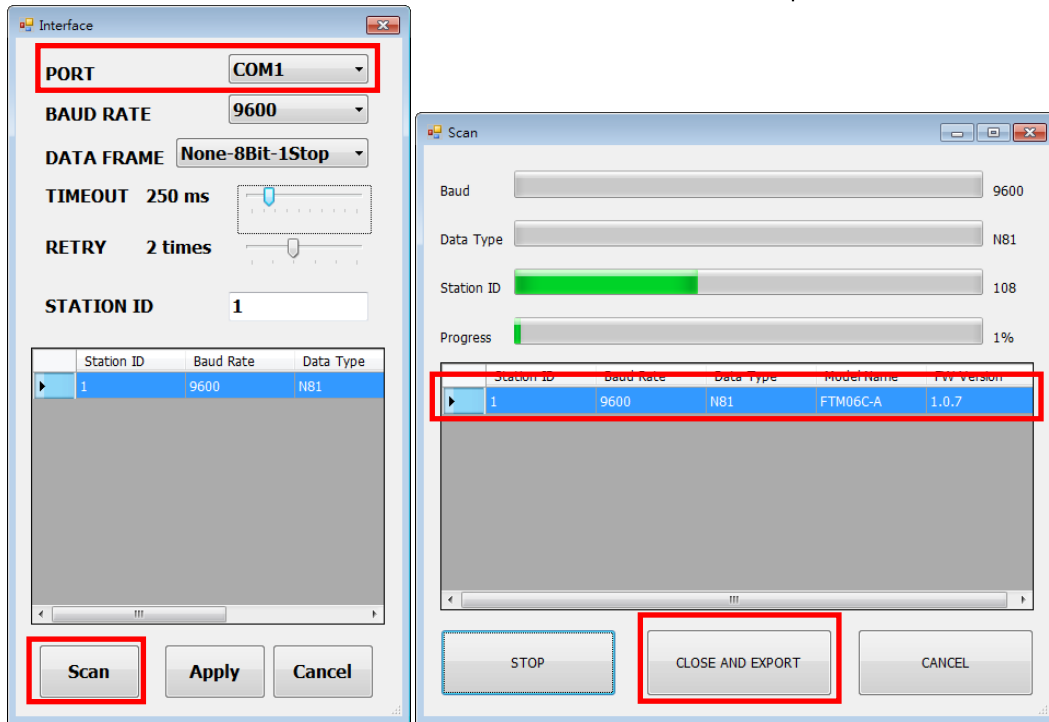 Interface
PORT COM1
BAUD RATE 9600
DATA FRAME None-8Bit-1Stop
TIMEOUT 250 ms
RETRY 2 times
STATION ID 1
Station ID Baud Rate Data Type
1 9600 N81
Scan Apply Cancel
Scan
Baud 9600
Data Type N81
Station ID 108
Progress 1%
Station ID Baud Rate Data Type Model Name FW Version
1 9600 N81 FTM06C-A 1.0.7
STOP CLOSE AND EXPORT CANCEL